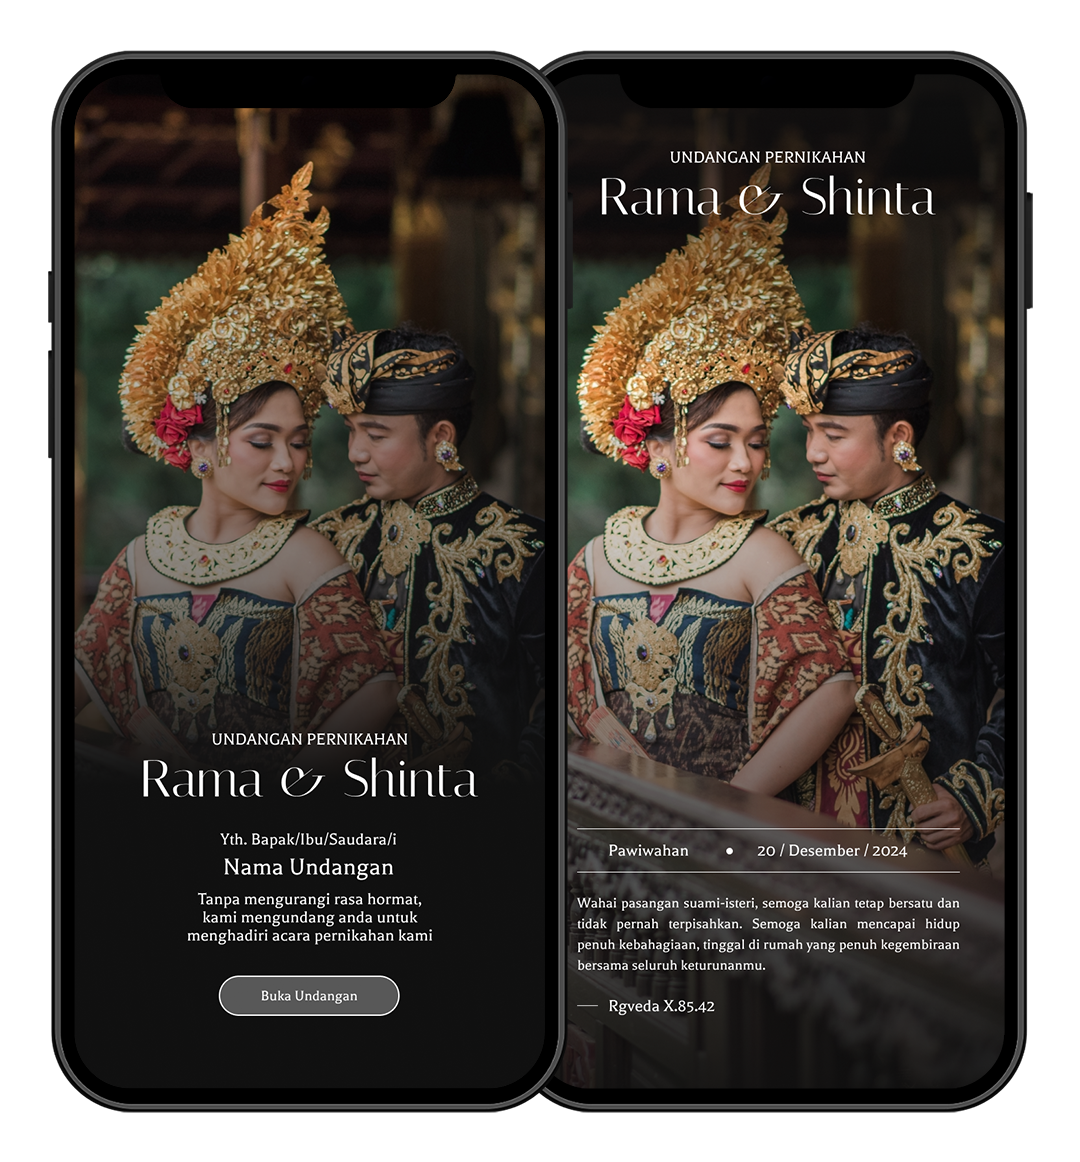 UNDANGAN PERNIKAHAN
Rama & Shinta
Yth. Bapak/Ibu/Saudara/i
Nama Undangan
Tanpa mengurangi rasa hormat,
kami mengundang anda untuk
menghadiri acara pernikahan kami
Buka Undangan
UNDANGAN PERNIKAHAN
Rama & Shinta
Pawiwahan • 20 / Desember / 2024
Wahai pasangan suami-isteri, semoga kalian tetap bersatu dan
tidak pernah terpisahkan. Semoga kalian mencapai hidup
penuh kebahagiaan, tinggal di rumah yang penuh kegembiraan
bersama seluruh keturunanmu.
— Rgveda X.85.42